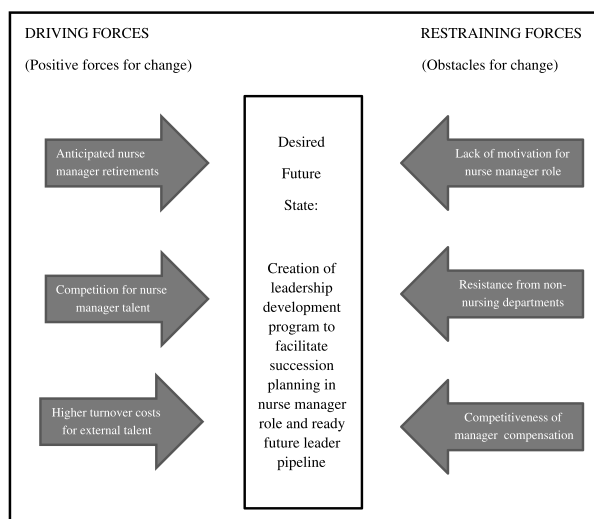 DRIVING FORCES
(Positive forces for change)
Anticipated nurse
manager retirements
Competition for nurse
manager talent
Higher turnover costs
for external talent
Desired
Future
State:
Creation of
leadership
development
program to
facilitate
succession
planning in
nurse manager
role and ready
future leader
pipeline
RESTRAINING FORCES
(Obstacles for change)
Lack of motivation for
nurse manager role
Resistance from non-
nursing departments
Competitiveness of
manager compensation